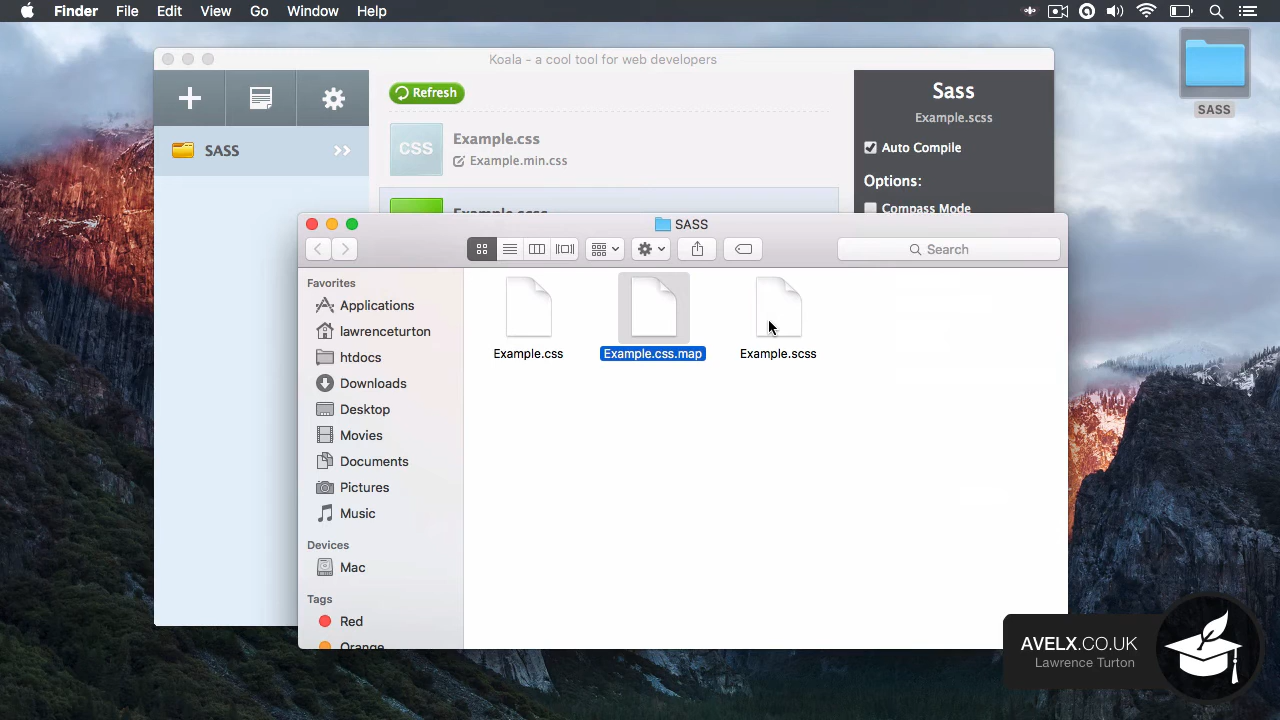 Finder File Edit View Go Window Help
Koala - a cool tool for web developers
SASS
Refresh
SASS
CSS
Example.css
Example.min.css
Example.scss
Sass
Example.scss
Auto Compile
Options:
Compass Mode
SASS
Search
Favorites
Applications
lawrenceturton
htdocs
Downloads
Desktop
Movies
Documents
Pictures
Music
Devices
Mac
Tags
Red
Orange
Example.css
Example.css.map
Example.scss
AVELX.CO.UK
Lawrence Turton